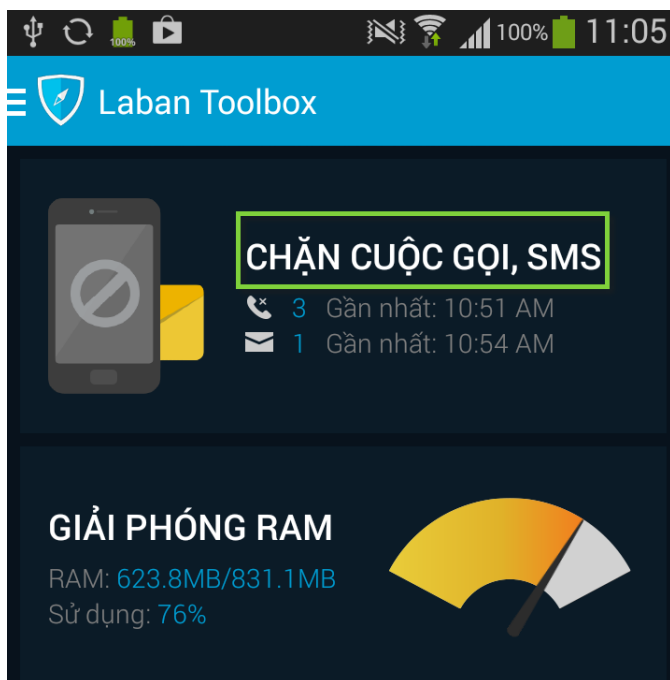 100% 100% 11:05
Laban Toolbox
CHẶN CUỘC GỌI, SMS
3 Gần nhất: 10:51 AM
1 Gần nhất: 10:54 AM
GIẢI PHÓNG RAM
RAM: 623.8MB/831.1MB
Sử dụng: 76%